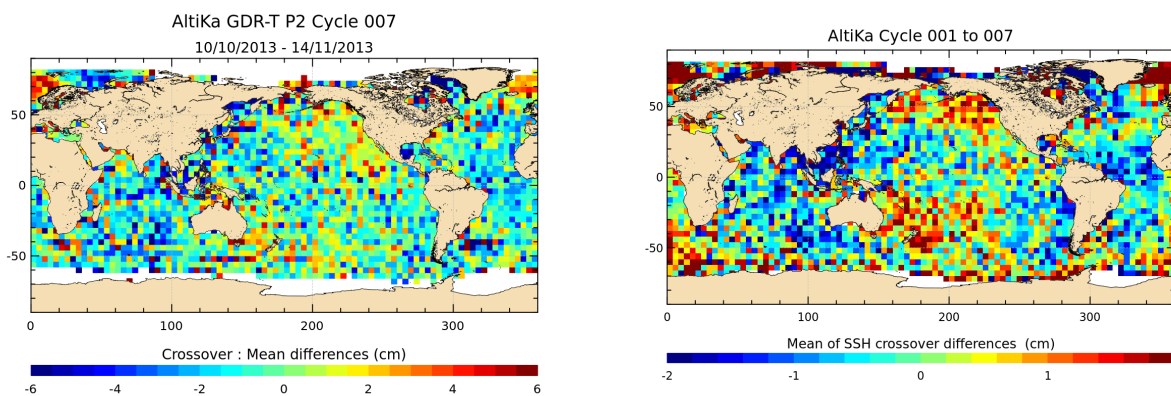 AltiKa GDR-T P2 Cycle 007
10/10/2013 - 14/11/2013
50
0
-50
0 100 200 300
Crossover : Mean differences (cm)
-6 -4 -2 0 2 4 6
AltiKa Cycle 001 to 007
50
0
-50
0 100 200 300
Mean of SSH crossover differences (cm)
-2 -1 0 1